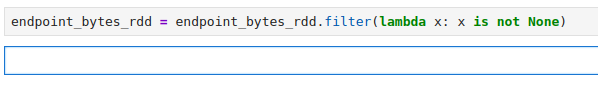 endpoint_bytes_rdd = endpoint_bytes_rdd.filter(lambda x: x is not None)